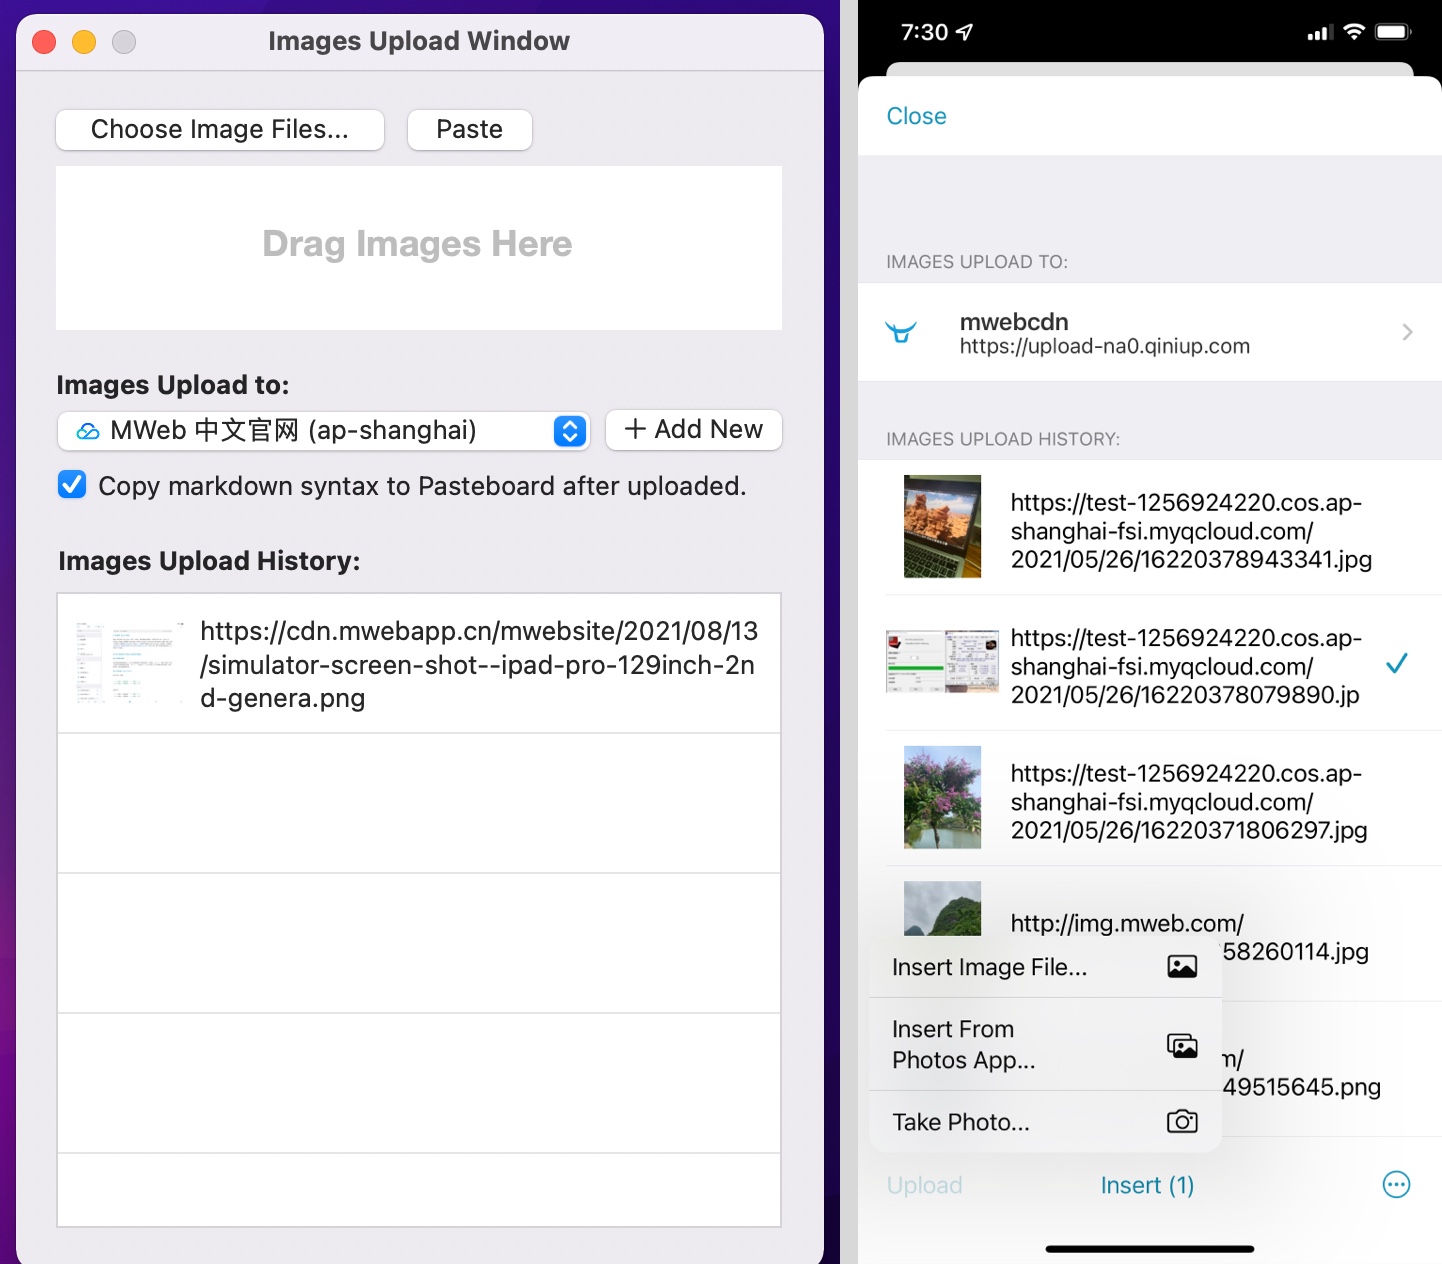 Images Upload Window
Choose Image Files...
Paste
Drag Images Here
Images Upload to:
MWeb 中文官网 (ap-shanghai)
+ Add New
Copy markdown syntax to Pasteboard after uploaded.
Images Upload History:
https://cdn.mwebapp.cn/mwebsite/2021/08/13
/simulator-screen-shot--ipad-pro-129inch-2n
d-genera.png
7:30
Close
IMAGES UPLOAD TO:
mwebcdn
https://upload-na0.qiniup.com
IMAGES UPLOAD HISTORY:
https://test-1256924220.cos.ap-
shanghai-fsi.myqcloud.com/
2021/05/26/16220378943341.jpg
https://test-1256924220.cos.ap-
shanghai-fsi.myqcloud.com/
2021/05/26/16220378079890.jp
https://test-1256924220.cos.ap-
shanghai-fsi.myqcloud.com/
2021/05/26/16220371806297.jpg
http://img.mweb.com/
58260114.jpg
m/
49515645.png
Insert Image File...
Insert From
Photos App...
Take Photo...
Upload
Insert (1)